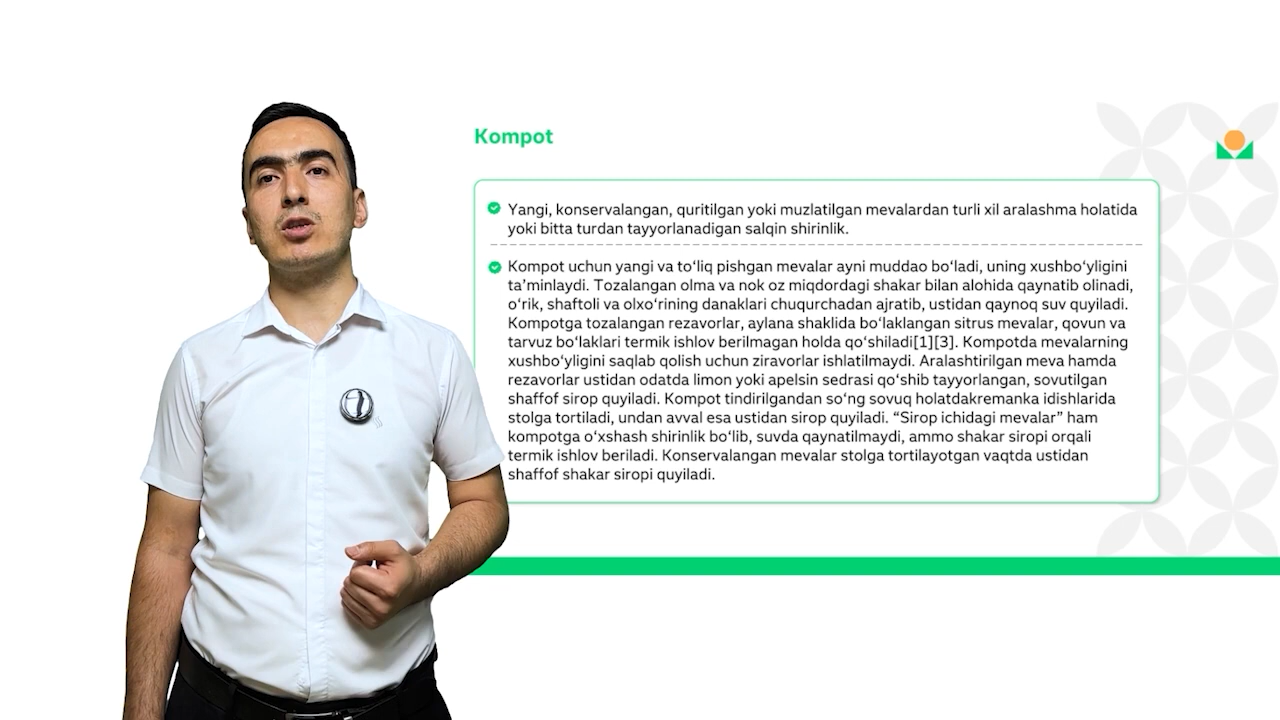 Kompot
Yangi, konservalangan, quritilgan yoki muzlatilgan mevalardan turli xil aralashma holatida
yoki bitta turdan tayyorlanadigan salqin shirinlik.
Kompot uchun yangi va to‘liq pishgan mevalar ayni muddao bo‘ladi, uning xushbo‘yligini
ta’minlaydi. Tozalangan olma va nok oz miqdordagi shakar bilan alohida qaynatib olinadi,
o‘rik, shaftoli va olxo‘rining danaklari chuqurchadan ajratib, ustidan qaynoq suv quyiladi.
Kompotga tozalangan rezavorlar, aylana shaklida bo‘laklangan sitrus mevalar, qovun va
tarvuz bo‘laklari termik ishlov berilmagan holda qo‘shiladi[1][3]. Kompotda mevalarning
xushbo‘yligini saqlab qolish uchun ziravorlar ishlatilmaydi. Aralashtirilgan meva hamda
rezavorlar ustidan odatda limon yoki apelsin sedrasi qo‘shib tayyorlangan, sovutilgan
shaffof sirop quyiladi. Kompot tindirilgandan so‘ng sovuq holatdakremanka idishlarida
stolga tortiladi, undan avval esa ustidan sirop quyiladi. “Sirop ichidagi mevalar” ham
kompotga o‘xshash shirinlik bo‘lib, suvda qaynatilmaydi, ammo shakar siropi orqali
termik ishlov beriladi. Konservalangan mevalar stolga tortilayotgan vaqtda ustidan
shaffof shakar siropi quyiladi.